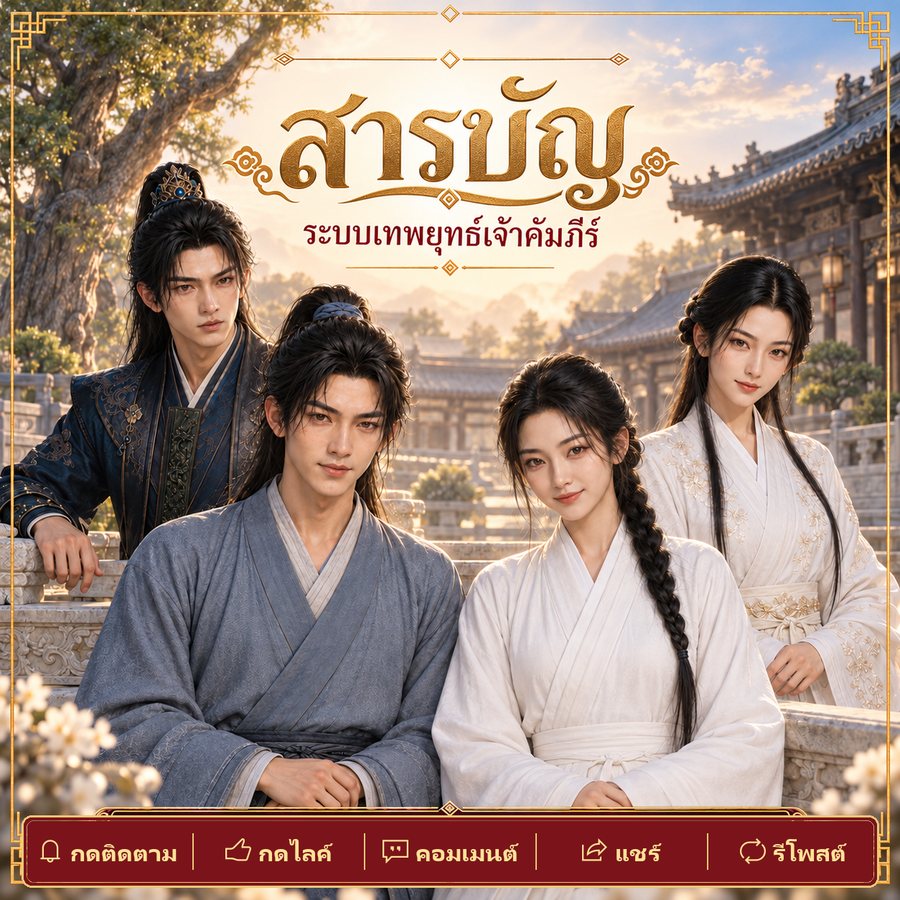 สารบัญ
ระบบเทพยุทธ์เจ้าคัมภีร์
กดติดตาม
กดไลค์
คอมเมนต์
แชร์
รีโพสต์